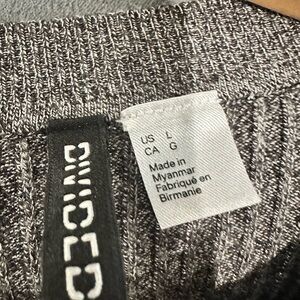 DIVIDED
US L
CA G
Made in
Myanmar
Fabriqué en
Birmanie